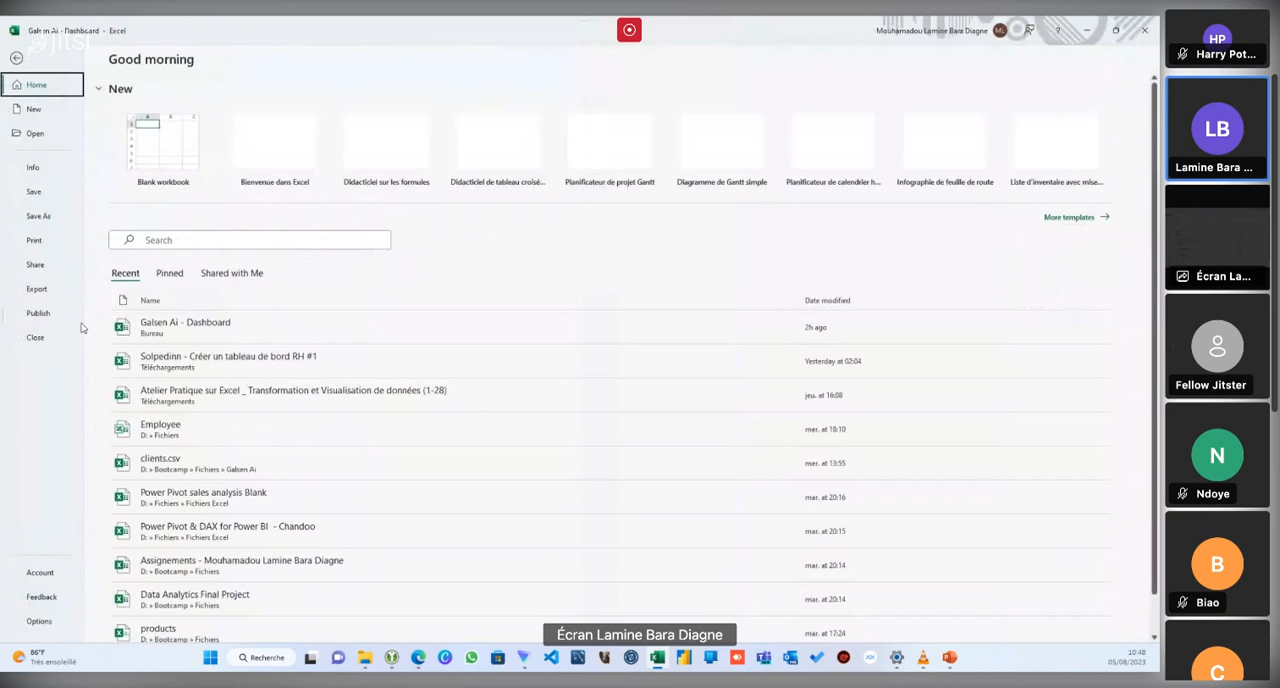 Galsen Ai - Dashboard - Excel
jitsi
Mouhamadou Lamine Bara Diagne
ML
?
Good morning
Home
New
Open
Info
Save
Save As
Print
Share
Export
Publish
Close
Account
Feedback
Options
New
A B C
Blank workbook
Bienvenue dans Excel
Didacticiel sur les formules
Didacticiel de tableau croisé...
Planificateur de projet Gantt
Diagramme de Gantt simple
Planificateur de calendrier h...
Infographie de feuille de route
Liste d'inventaire avec mise...
More templates
Search
Recent
Pinned
Shared with Me
Name
Date modified
Galsen Ai - Dashboard
Bureau
2h ago
Solpedinn - Créer un tableau de bord RH #1
Téléchargements
Yesterday at 02:04
Atelier Pratique sur Excel _ Transformation et Visualisation de données (1-28)
Téléchargements
jeu. at 16:08
Employee
D: » Fichiers
mer. at 18:10
clients.csv
D: » Bootcamp » Fichiers » Galsen Ai
mer. at 13:55
Power Pivot sales analysis Blank
D: » Fichiers » Fichiers Excel
mar. at 20:16
Power Pivot & DAX for Power BI - Chandoo
D: » Fichiers » Fichiers Excel
mar. at 20:15
Assignements - Mouhamadou Lamine Bara Diagne
D: » Bootcamp » Fichiers
mar. at 20:14
Data Analytics Final Project
D: » Bootcamp » Fichiers
mar. at 20:14
products
D: » Bootcamp » Fichiers
mar. at 17:24
Écran Lamine Bara Diagne
86°F
Très ensoleillé
Recherche
10:48
05/08/2023
HP
Harry Pot...
LB
Lamine Bara ...
Écran La...
Fellow Jitster
N
Ndoye
B
Biao
C